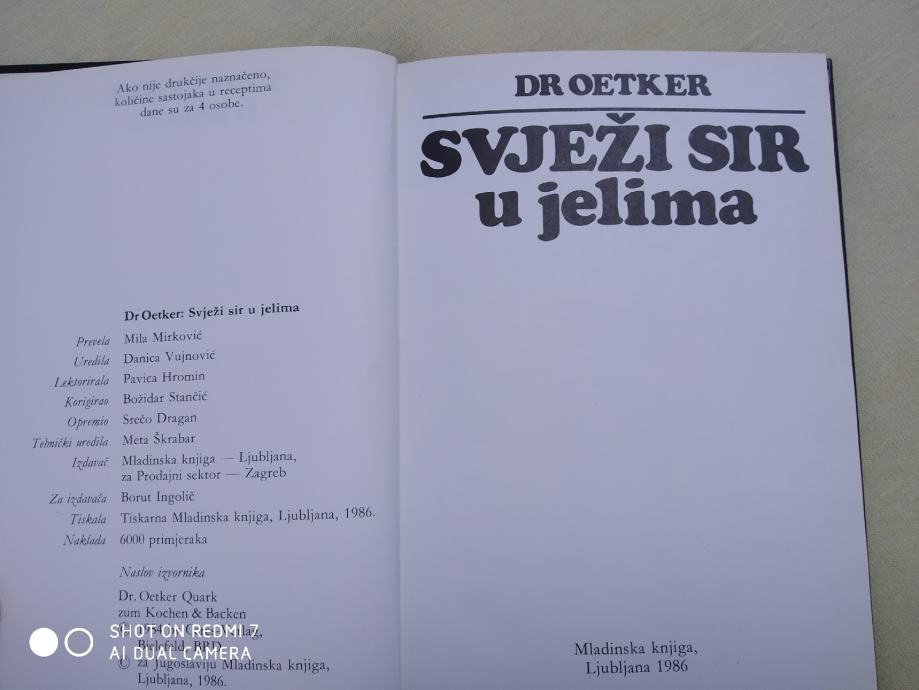 Ako nije drukčije naznačeno,
količine sastojaka u receptima
dane su za 4 osobe.
Dr Oetker: Svježi sir u jelima
Prevela Mila Mirković
Uredila Danica Vujnović
Lektorirala Pavica Hromin
Korigirao Božidar Stančić
Opremio Srečo Dragan
Tehnički uredila Meta Škrabar
Izdavač Mladinska knjiga — Ljubljana,
za Prodajni sektor — Zagreb
Za izdavača Borut Ingolič
Tiskala Tiskarna Mladinska knjiga, Ljubljana, 1986.
Naklada 6000 primjeraka
Naslov izvornika
Dr. Oetker Quark
zum Kochen & Backen
Bielefeld, BRD
© za Jugoslaviju Mladinska knjiga,
Ljubljana, 1986.
SHOT ON REDMI 7
AI DUAL CAMERA
DR OETKER
SVJEŽI SIR
u jelima
Mladinska knjiga,
Ljubljana 1986